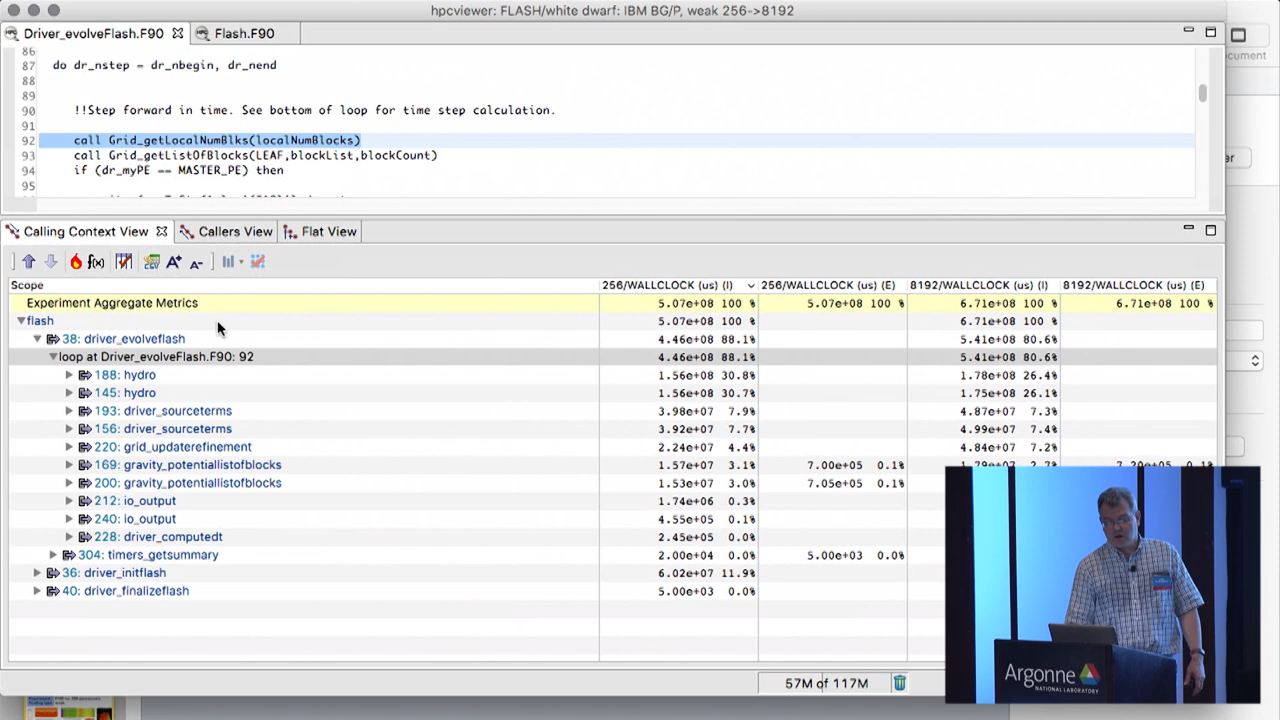 hpcviewer: FLASH/white dwarf: IBM BG/P, weak 256->8192
Driver_evolveFlash.F90
Flash.F90
86
87 do dr_nstep = dr_nbegin, dr_nend
88
89
90 !!Step forward in time. See bottom of loop for time step calculation.
91
92 call Grid_getLocalNumBlks(localNumBlocks)
93 call Grid_getListOfBlocks(LEAF,blockList,blockCount)
94 if (dr_myPE == MASTER_PE) then
95
Calling Context View Callers View Flat View
Scope 256/WALLCLOCK (us) (I) 256/WALLCLOCK (us) (E) 8192/WALLCLOCK (us) (I) 8192/WALLCLOCK (us) (E)
Experiment Aggregate Metrics 5.07e+08 100 % 5.07e+08 100 % 6.71e+08 100 % 6.71e+08 100 %
flash 5.07e+08 100 % 6.71e+08 100 %
38: driver_evolveflash 4.46e+08 88.1% 5.41e+08 80.6%
loop at Driver_evolveFlash.F90: 92 4.46e+08 88.1% 5.41e+08 80.6%
188: hydro 1.56e+08 30.8% 1.78e+08 26.4%
145: hydro 1.56e+08 30.7% 1.75e+08 26.1%
193: driver_sourceterms 3.98e+07 7.9% 4.87e+07 7.3%
156: driver_sourceterms 3.92e+07 7.7% 4.99e+07 7.4%
220: grid_updaterefinement 2.24e+07 4.4% 4.84e+07 7.2%
169: gravity_potentiallistofblocks 1.57e+07 3.1% 7.00e+05 0.1% 1.79e+07 2.7% 7.20e+05 0.1%
200: gravity_potentiallistofblocks 1.53e+07 3.0% 7.05e+05 0.1%
212: io_output 1.74e+06 0.3%
240: io_output 4.55e+05 0.1%
228: driver_computedt 2.45e+05 0.0%
304: timers_getsummary 2.00e+04 0.0% 5.00e+03 0.0%
36: driver_initflash 6.02e+07 11.9%
40: driver_finalizeflash 5.00e+03 0.0%
57M of 117M
Argonne
NATIONAL LABORATORY